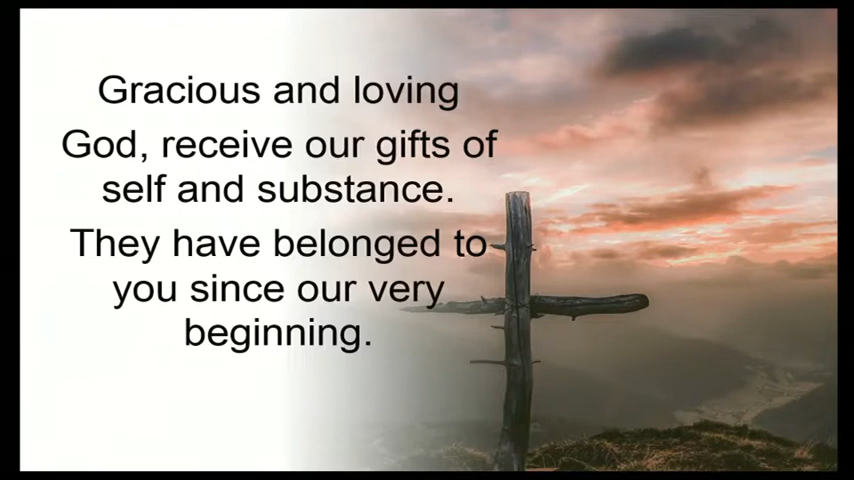 Gracious and loving
God, receive our gifts of
self and substance.
They have belonged to
you since our very
beginning.